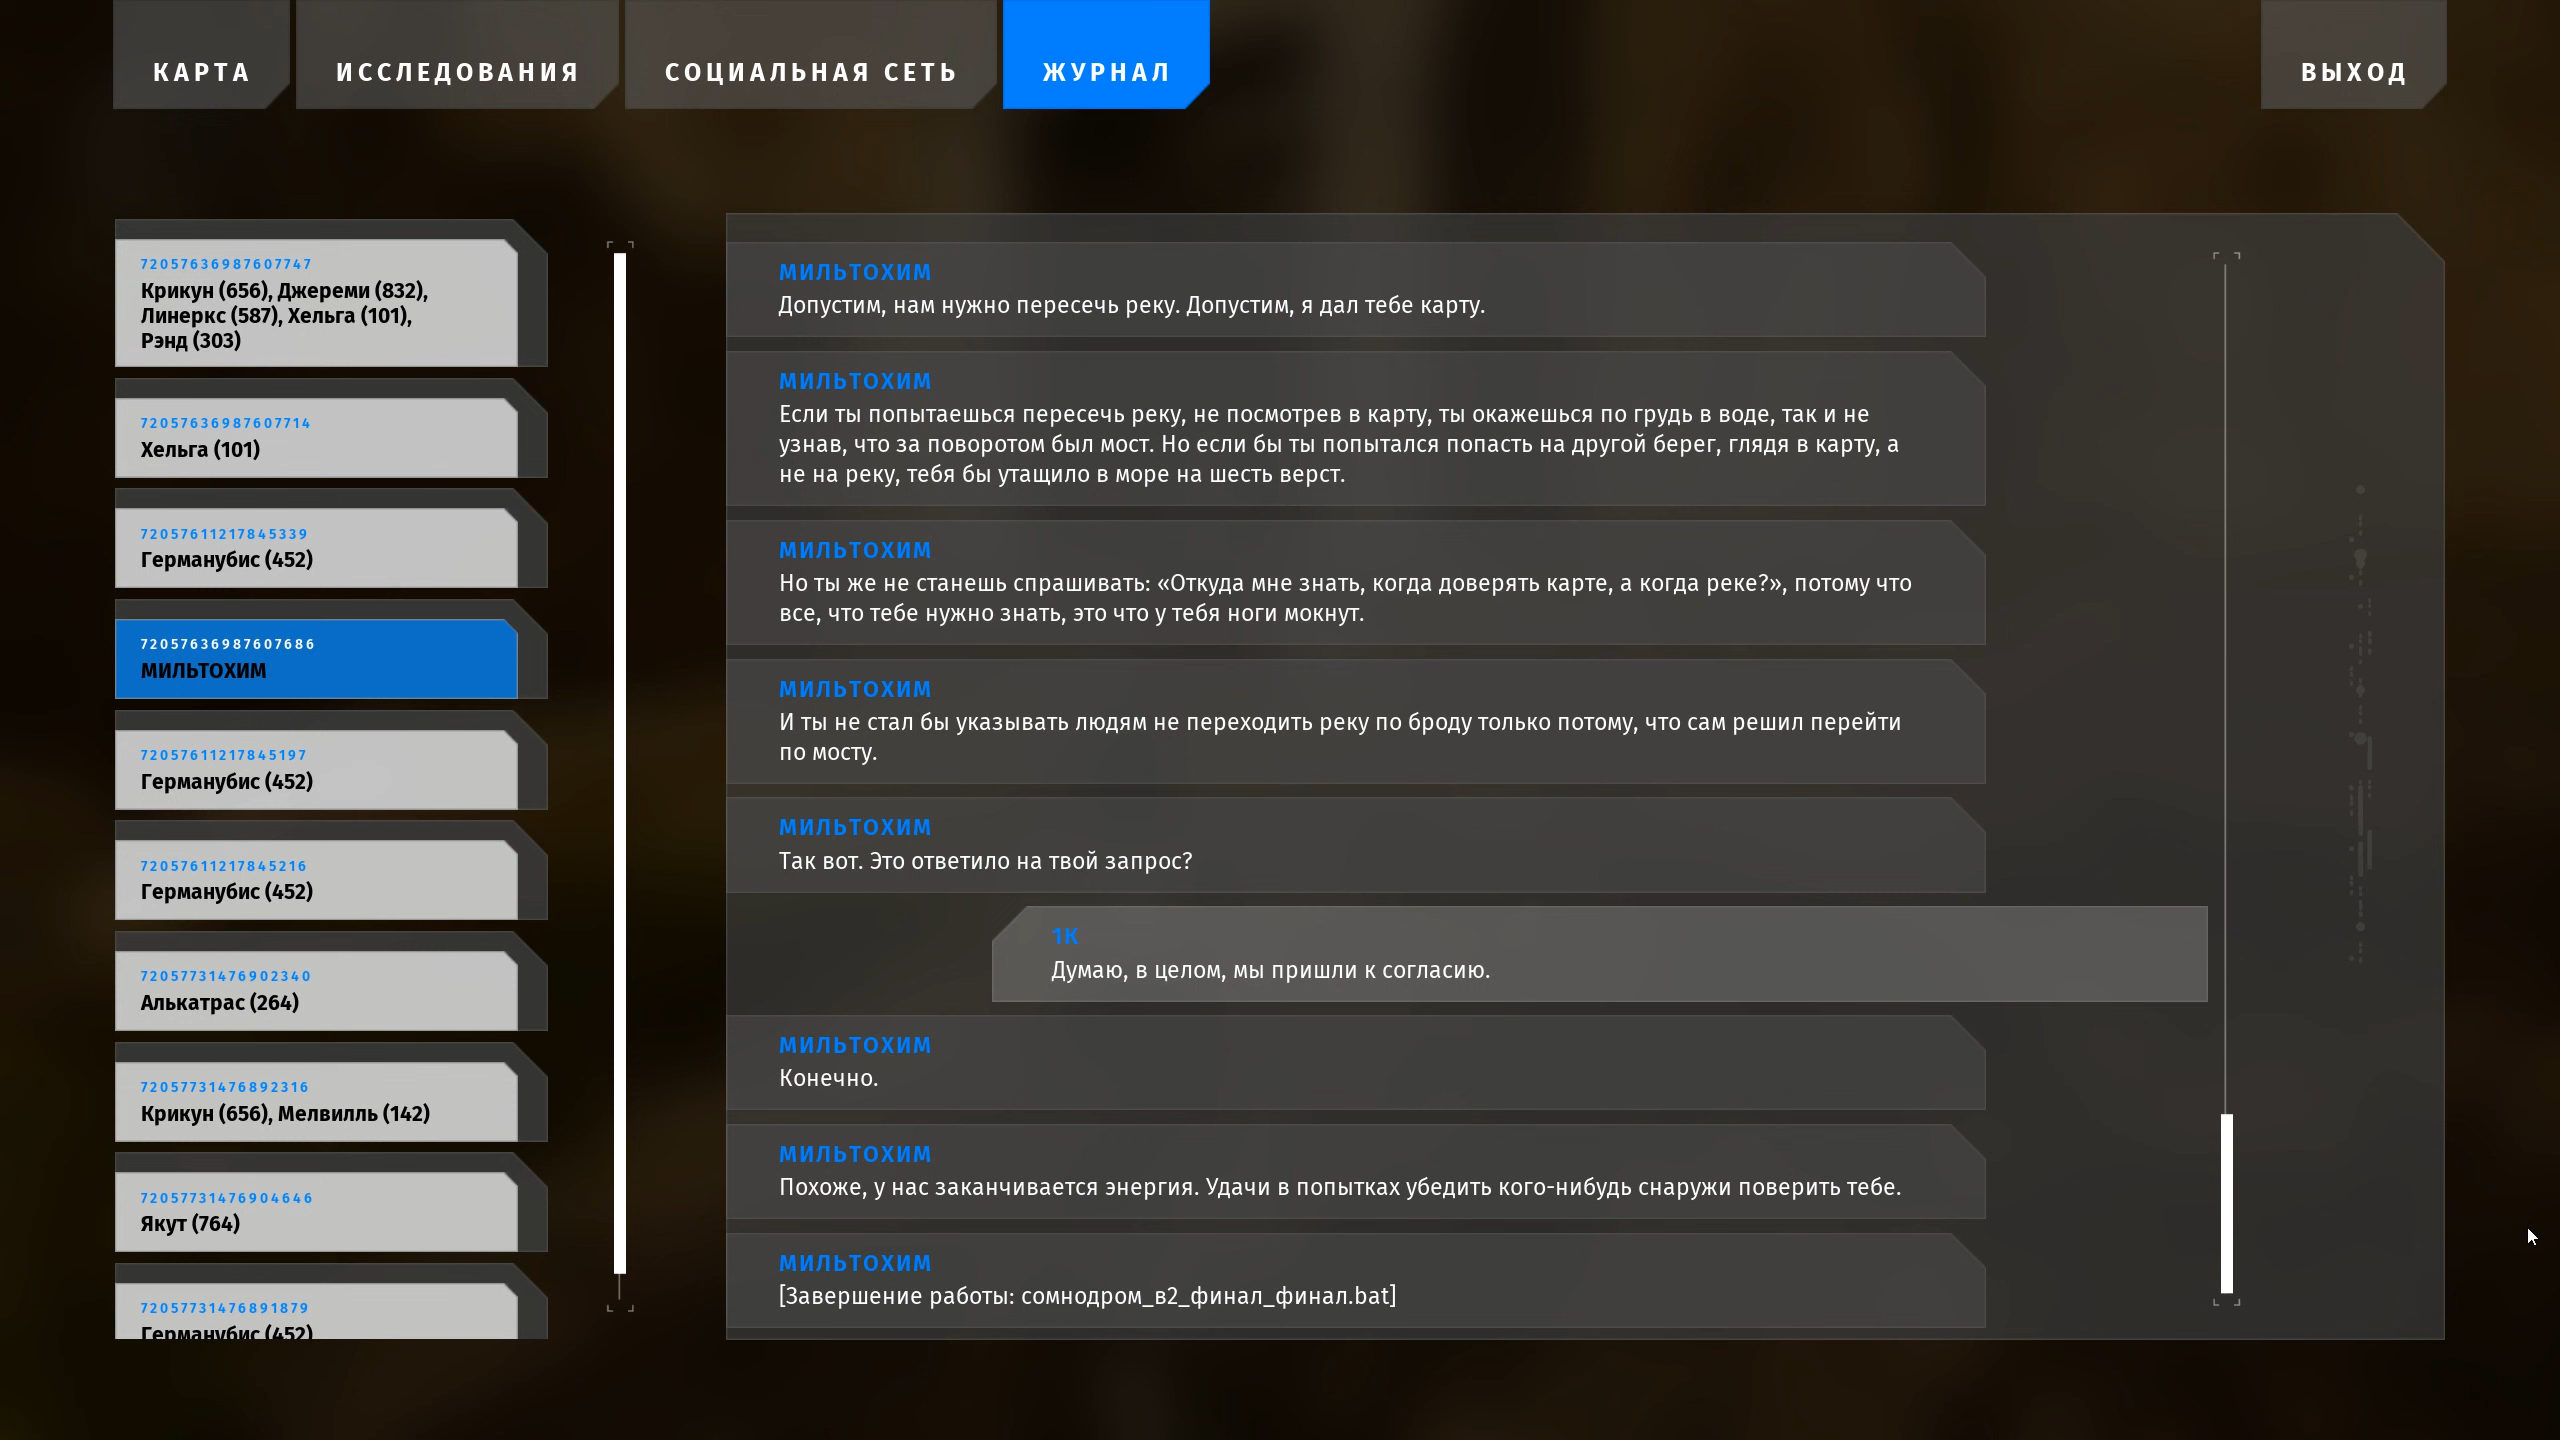 КАРТА
ИССЛЕДОВАНИЯ
СОЦИАЛЬНАЯ СЕТЬ
ЖУРНАЛ
ВЫХОД
72057636987607747
Крикун (656), Джереми (832),
Линеркс (587), Хельга (101),
Рэнд (303)
72057636987607714
Хельга (101)
72057611217845339
Германубис (452)
72057636987607686
МИЛЬТОХИМ
72057611217845197
Германубис (452)
72057611217845216
Германубис (452)
72057731476902340
Алькатрас (264)
72057731476892316
Крикун (656), Мелвилль (142)
72057731476904646
Якут (764)
72057731476891879
Германубис (452)
МИЛЬТОХИМ
Допустим, нам нужно пересечь реку. Допустим, я дал тебе карту.
МИЛЬТОХИМ
Если ты попытаешься пересечь реку, не посмотрев в карту, ты окажешься по грудь в воде, так и не
узнав, что за поворотом был мост. Но если бы ты попытался попасть на другой берег, глядя в карту, а
не на реку, тебя бы утащило в море на шесть верст.
МИЛЬТОХИМ
Но ты же не станешь спрашивать: «Откуда мне знать, когда доверять карте, а когда реке?», потому что
все, что тебе нужно знать, это что у тебя ноги мокнут.
МИЛЬТОХИМ
И ты не стал бы указывать людям не переходить реку по броду только потому, что сам решил перейти
по мосту.
МИЛЬТОХИМ
Так вот. Это ответило на твой запрос?
1К
Думаю, в целом, мы пришли к согласию.
МИЛЬТОХИМ
Конечно.
МИЛЬТОХИМ
Похоже, у нас заканчивается энергия. Удачи в попытках убедить кого-нибудь снаружи поверить тебе.
МИЛЬТОХИМ
[Завершение работы: сомнодром_в2_финал_финал.bat]